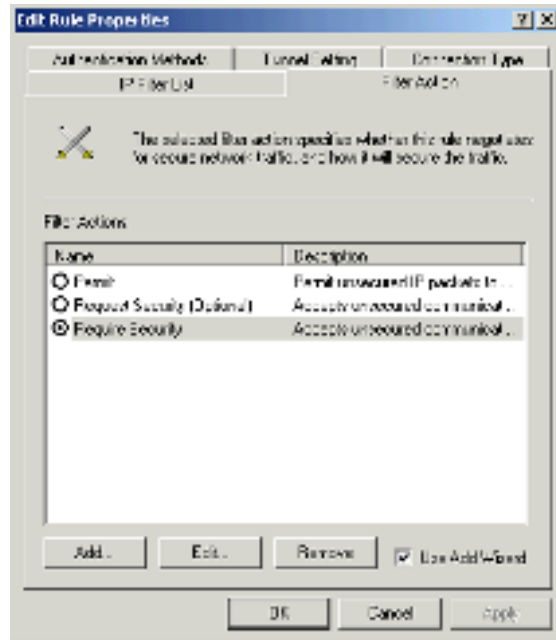 Edit Rule Properties
Authentication Methods Tunnel Setting Connection Type
IP Filter List Filter Action
The selected filter action specifies whether this rule negotiates
for secure network traffic, and how it will secure the traffic.
Filter Actions:
Name Description
Permit Permit unsecured IP packets to ...
Request Security (Optional) Accepts unsecured communicat...
Require Security Accepts unsecured communicat...
Add... Edit... Remove Use Add Wizard
OK Cancel Apply